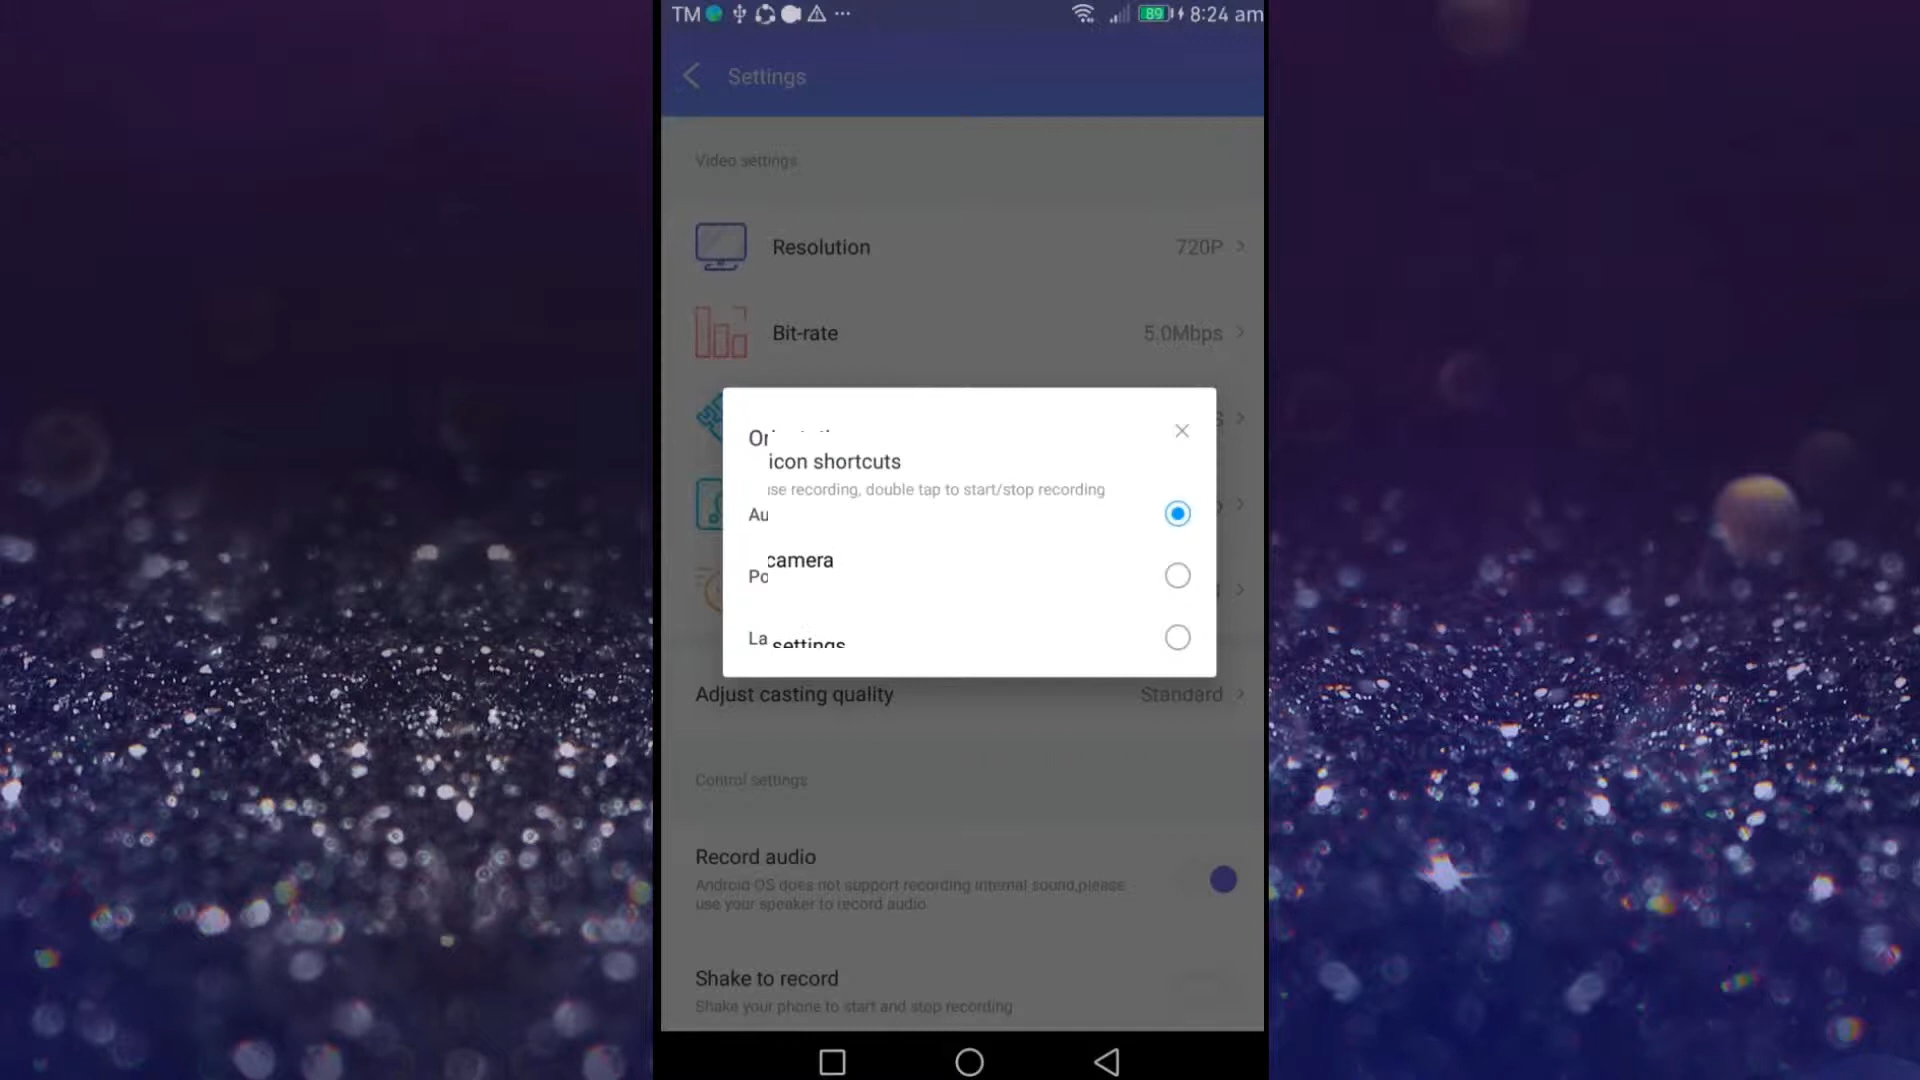 TM 89 8:24 am
Settings
Video settings
Resolution 720P
Bit-rate 5.0Mbps
icon shortcuts
use recording, double tap to start/stop recording
Au
camera
Po
La
settings
Adjust casting quality Standard
Control settings
Record audio
Android OS does not support recording internal sound,please
use your speaker to record audio
Shake to record
Shake your phone to start and stop recording